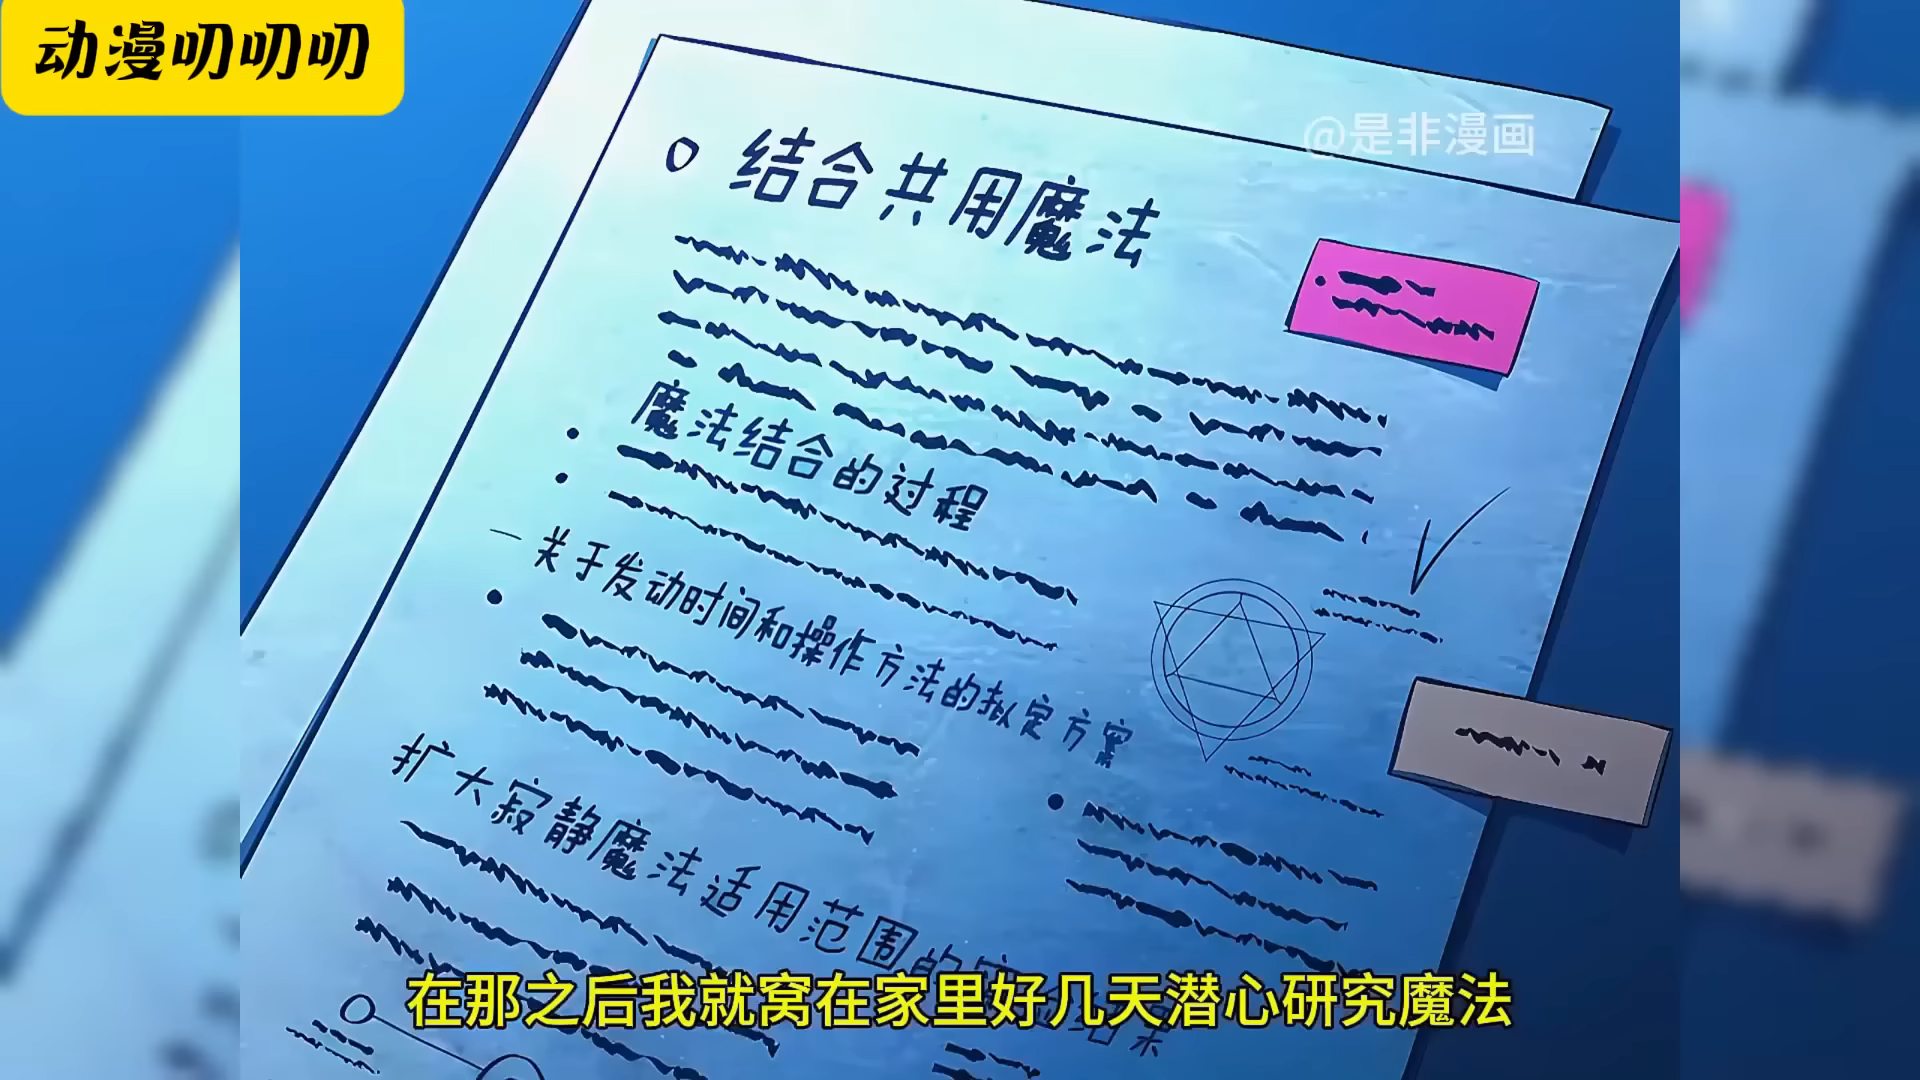 动漫叨叨叨
@是非漫画
结合共用魔法
魔法结合的过程
一关于发动时间和操作方法的拟定方案
扩大寂静魔法适用范围的
在那之后我就窝在家里好几天潜心研究魔法